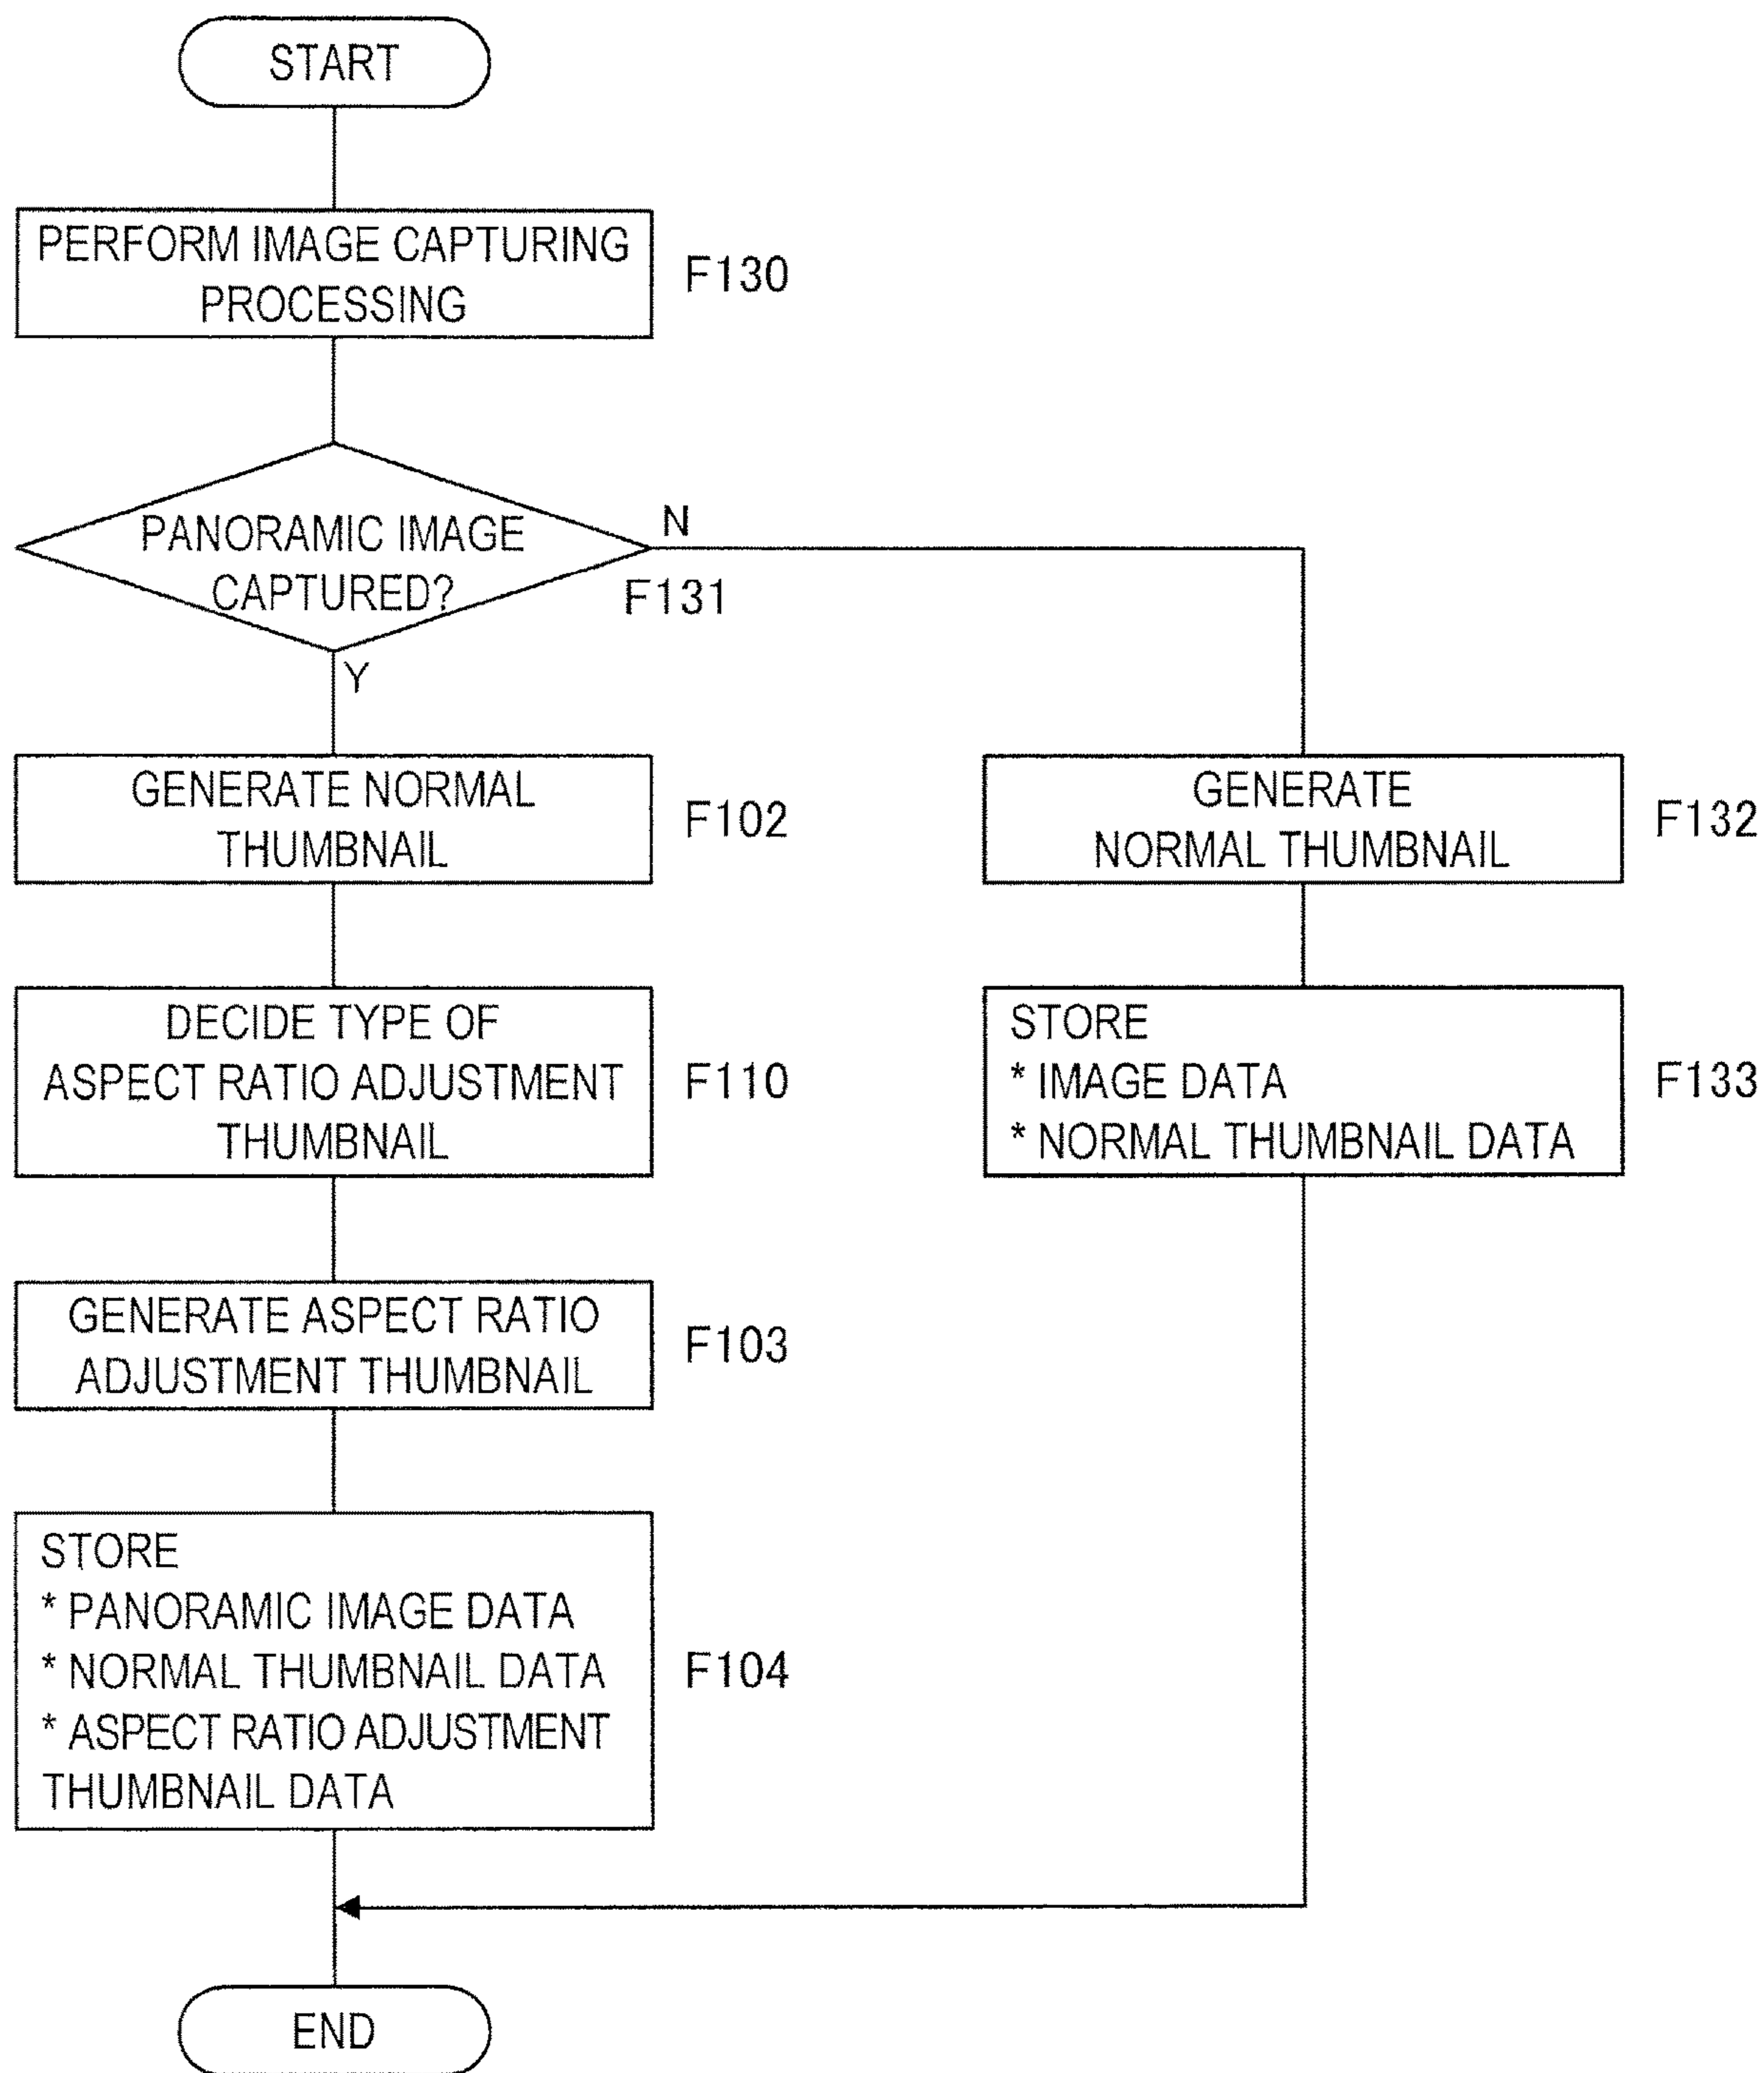 START
PERFORM IMAGE CAPTURING
PROCESSING
F130
PANORAMIC IMAGE
CAPTURED?
N
F131
Y
GENERATE NORMAL
THUMBNAIL
F102
GENERATE
NORMAL THUMBNAIL
F132
DECIDE TYPE OF
ASPECT RATIO ADJUSTMENT
THUMBNAIL
F110
STORE
* IMAGE DATA
* NORMAL THUMBNAIL DATA
F133
GENERATE ASPECT RATIO
ADJUSTMENT THUMBNAIL
F103
STORE
* PANORAMIC IMAGE DATA
* NORMAL THUMBNAIL DATA
* ASPECT RATIO ADJUSTMENT
THUMBNAIL DATA
F104
END